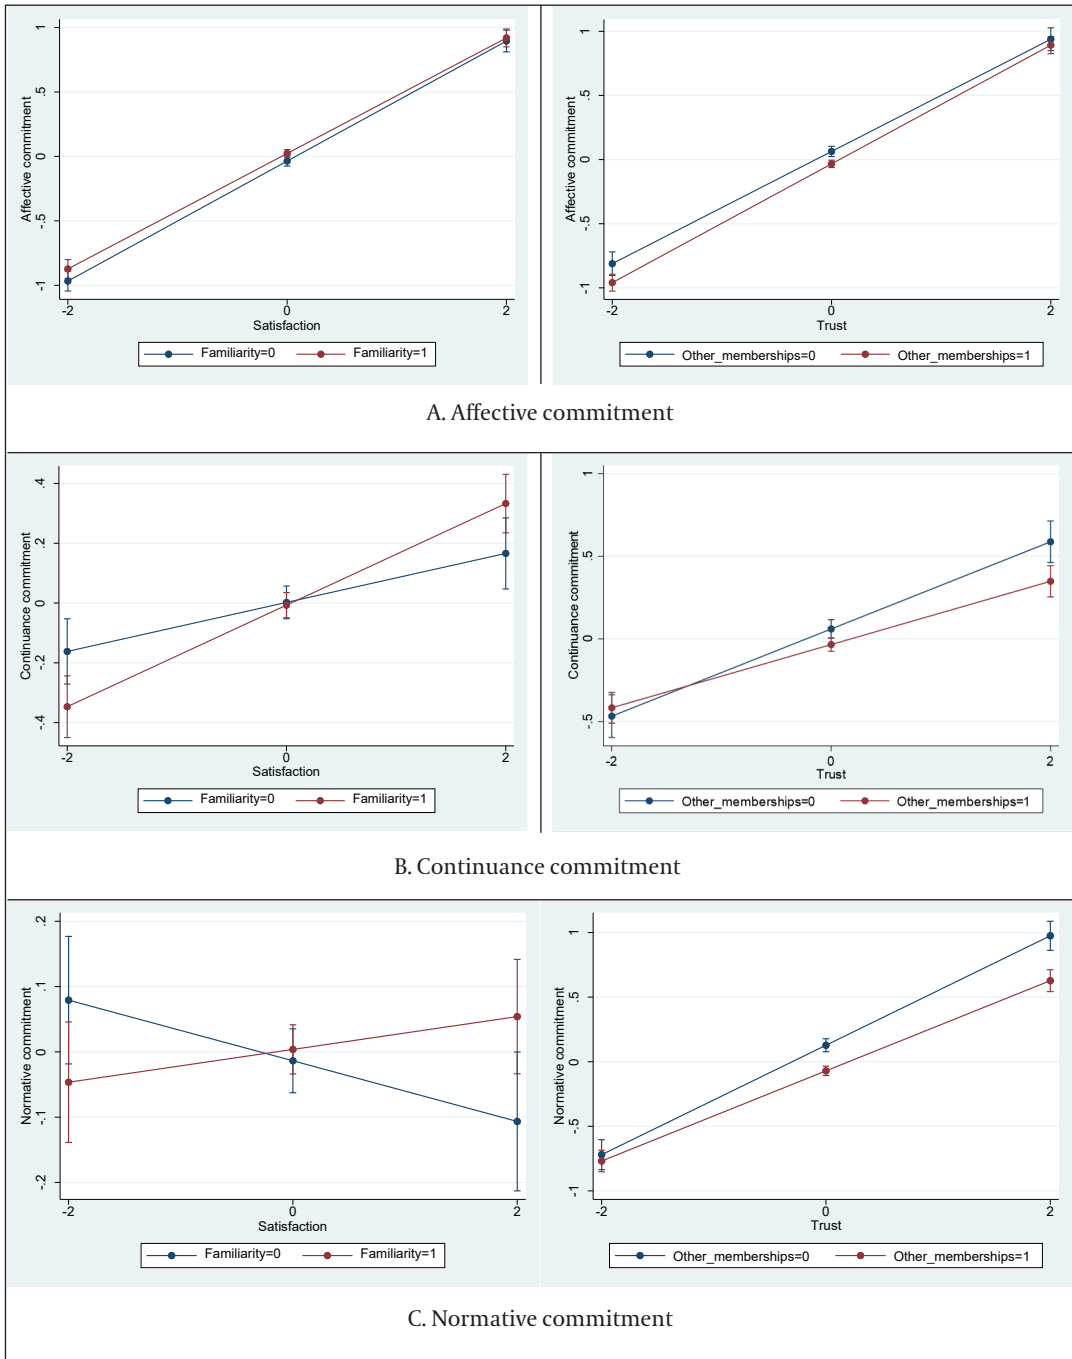 Affective commitment
1
.5
0
-.5
-1
-2 0 2
Satisfaction
Familiarity=0 Familiarity=1
Affective commitment
1
.5
0
-.5
-1
-2 0 2
Trust
Other_memberships=0 Other_memberships=1
A. Affective commitment
Continuance commitment
.4
.2
0
-.2
-.4
-2 0 2
Satisfaction
Familiarity=0 Familiarity=1
Continuance commitment
1
.5
0
-.5
-2 0 2
Trust
Other_memberships=0 Other_memberships=1
B. Continuance commitment
Normative commitment
.2
.1
0
-.1
-.2
-2 0 2
Satisfaction
Familiarity=0 Familiarity=1
Normative commitment
1
.5
0
-.5
-1
-2 0 2
Trust
Other_memberships=0 Other_memberships=1
C. Normative commitment